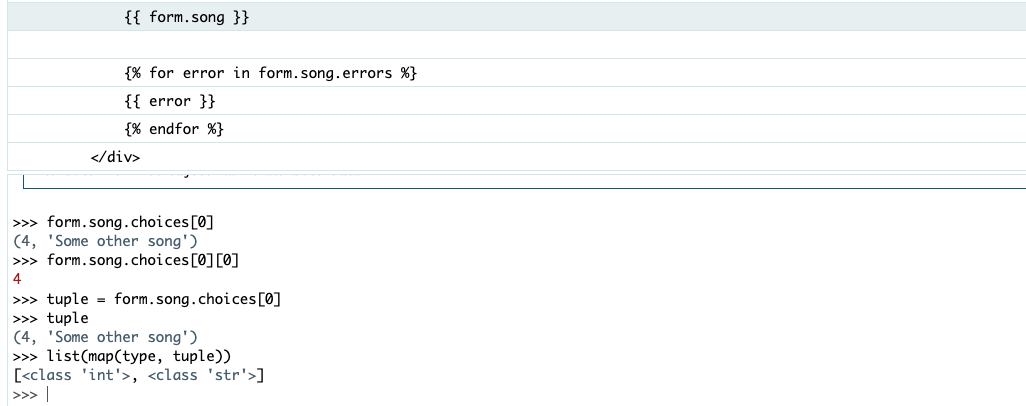 {{ form.song }}
{% for error in form.song.errors %}
{{ error }}
{% endfor %}
</div>
>>> form.song.choices[0]
(4, 'Some other song')
>>> form.song.choices[0][0]
4
>>> tuple = form.song.choices[0]
>>> tuple
(4, 'Some other song')
>>> list(map(type, tuple))
[<class 'int'>, <class 'str'>]
>>>